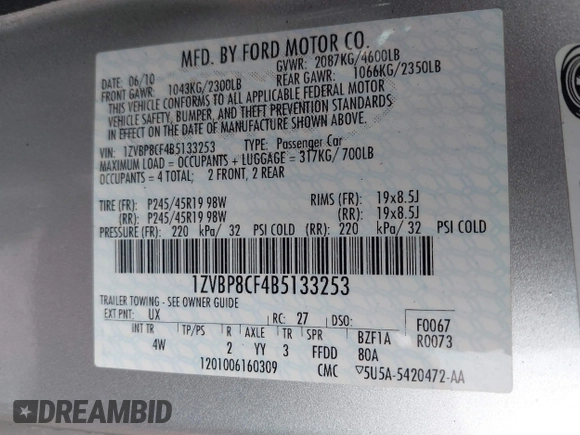 MFD. BY FORD MOTOR CO.
DATE: 06/10 GVWR: 2087KG/4600LB
FRONT GAWR: 1043KG/2300LB REAR GAWR: 1066KG/2350LB
THIS VEHICLE CONFORMS TO ALL APPLICABLE FEDERAL MOTOR
VEHICLE SAFETY, BUMPER, AND THEFT PREVENTION STANDARDS
IN EFFECT ON THE DATE OF MANUFACTURE SHOWN ABOVE.
VIN: 1ZVBP8CF4B5133253 TYPE: Passenger Car
MAXIMUM LOAD = OCCUPANTS + LUGGAGE = 317KG/700LB
OCCUPANTS = 4 TOTAL: 2 FRONT, 2 REAR
TIRE (FR): P245/45R19 98W RIMS (FR): 19x8.5J
(RR): P245/45R19 98W (RR): 19x8.5J
PRESSURE (FR): 220 kPa/ 32 PSI COLD (RR): 220 kPa/ 32 PSI COLD
1ZVBP8CF4B5133253
TRAILER TOWING - SEE OWNER GUIDE
EXT PNT: UX RC: 27 DSO: F0067
INT TR TP/PS R AXLE TR SPR BZF1A R0073
4W 2 YY 3 FFDD 80A
1201006160309 CMC ▽5U5A-5420472-AA
DREAMBID